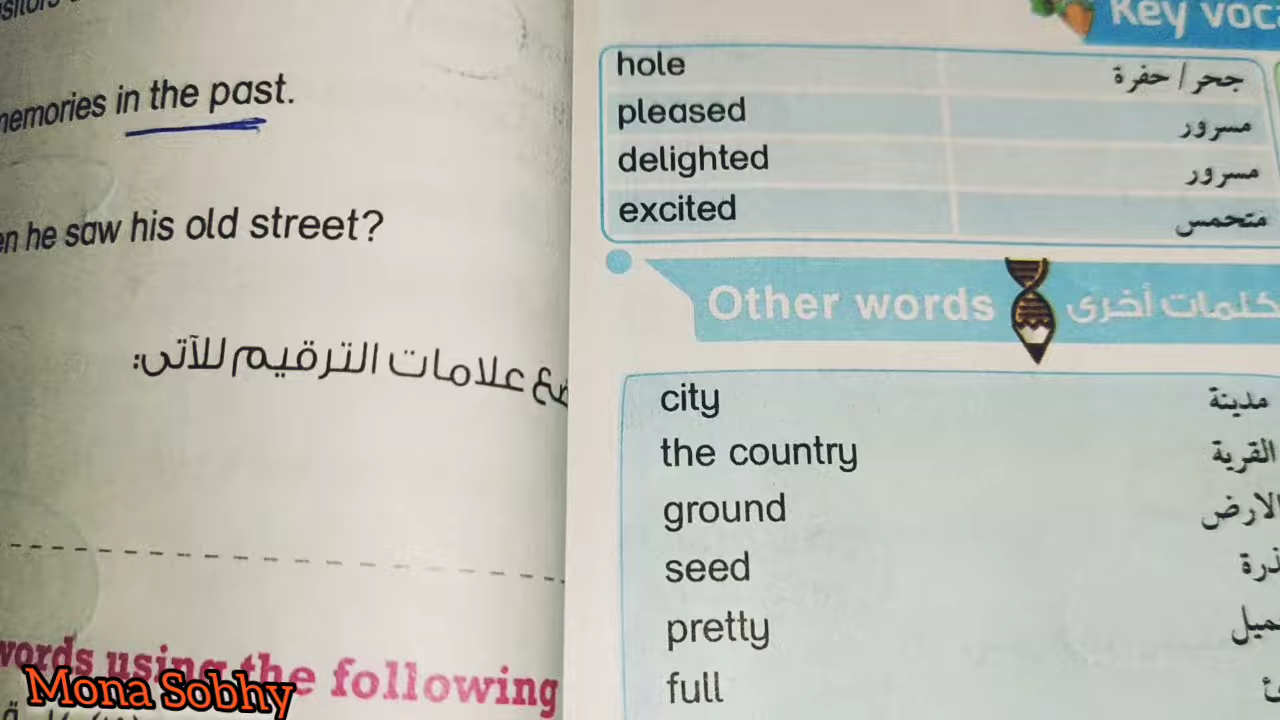 memories in the past.
he saw his old street?
علامات الترقيم للآتى:
words using the following
Mona Sobhy
Key
hole جحر / حفرة
pleased مسرور
delighted مسرور
excited متحمس
Other words كلمات أخرى
city مدينة
the country القرية
ground الارض
seed
pretty
full